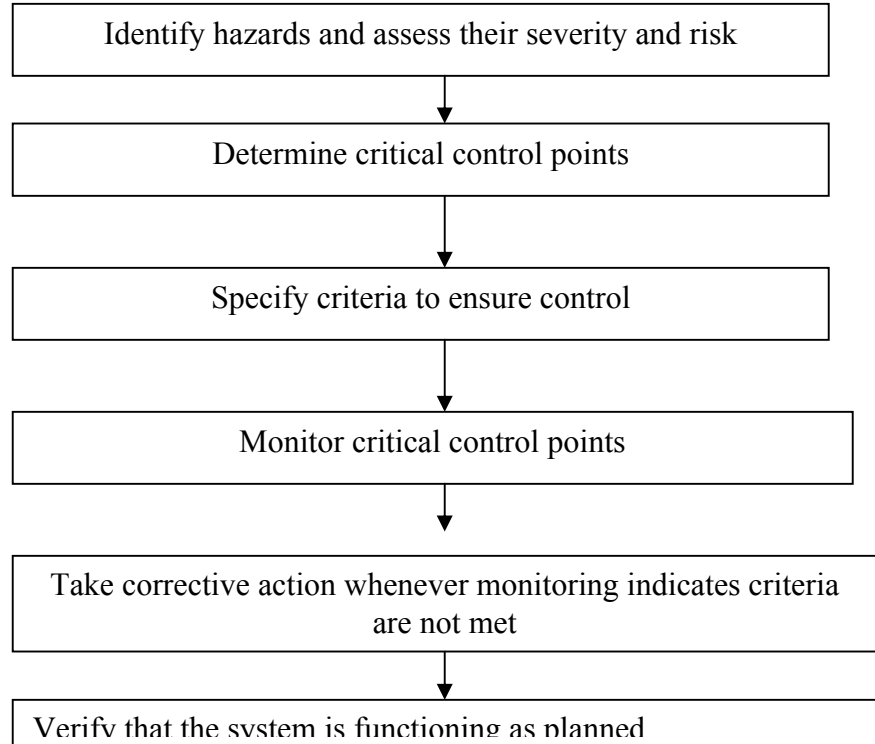 Identify hazards and assess their severity and risk
Determine critical control points
Specify criteria to ensure control
Monitor critical control points
Take corrective action whenever monitoring indicates criteria
are not met
Verify that the system is functioning as planned